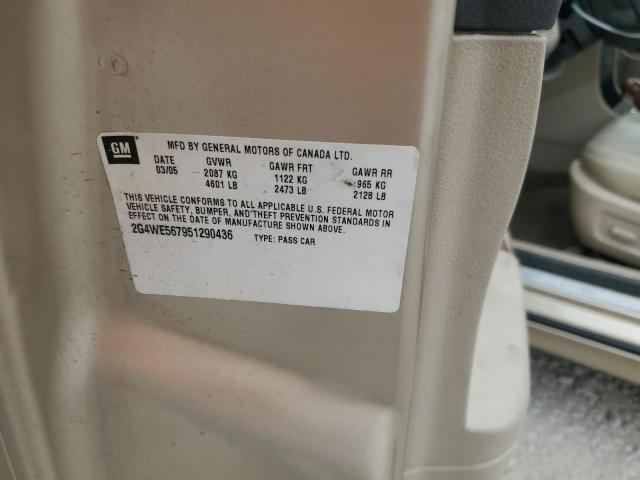 GM
MFD BY GENERAL MOTORS OF CANADA LTD.
DATE GVWR GAWR FRT GAWR RR
03/05 2087 KG 1122 KG 965 KG
4601 LB 2473 LB 2128 LB
THIS VEHICLE CONFORMS TO ALL APPLICABLE U.S. FEDERAL MOTOR
VEHICLE SAFETY, BUMPER, AND THEFT PREVENTION STANDARDS IN
EFFECT ON THE DATE OF MANUFACTURE SHOWN ABOVE.
2G4WE567951290436 TYPE: PASS CAR